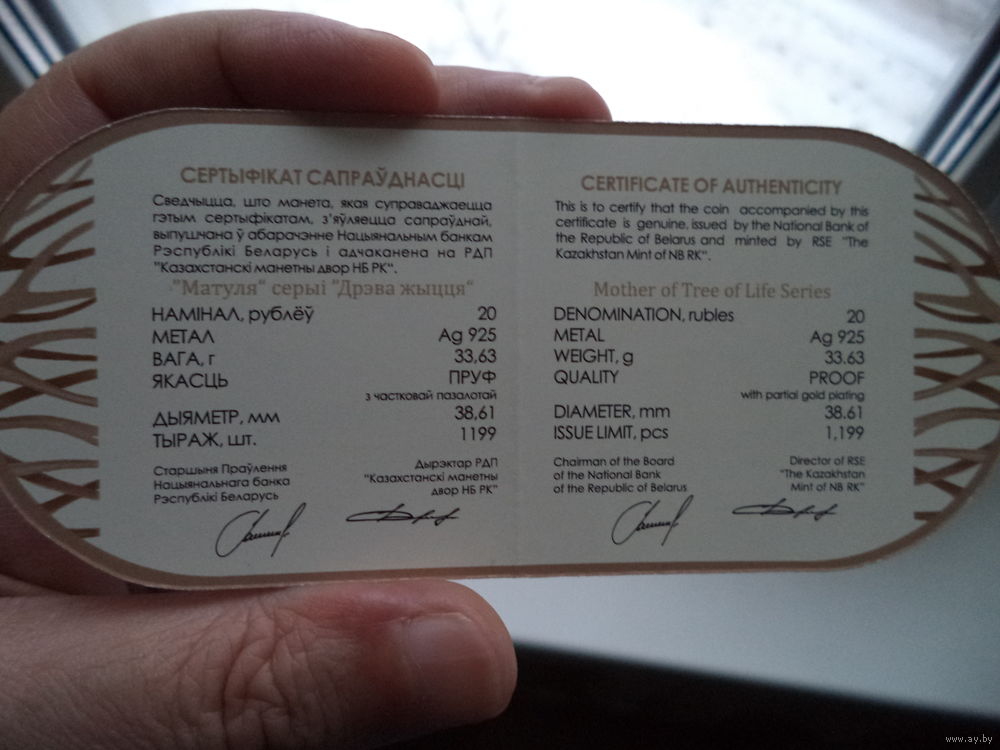 СЕРТЫФІКАТ САПРАЎДНАСЦІ
Сведчыцца, што манета, якая суправаджаецца
гэтым сертыфікатам, з'яўляецца сапраўднай,
выпушчана ў абарачэнне Нацыянальным банкам
Рэспублікі Беларусь і адчаканена на РДП
"Казахстанскі манетны двор НБ РК".
"Матуля" серыі "Дрэва жыцця"
НАМІНАЛ, рублёў 20
МЕТАЛ Ag 925
ВАГА, г 33,63
ЯКАСЦЬ ПРУФ
з частковай пазалотай
ДЫЯМЕТР, мм 38,61
ТЫРАЖ, шт. 1199
Старшыня Праўлення
Нацыянальнага банка
Рэспублікі Беларусь
Дырэктар РДП
"Казахстанскі манетны
двор НБ РК"
CERTIFICATE OF AUTHENTICITY
This is to certify that the coin accompanied by this
certificate is genuine, issued by the National Bank of
the Republic of Belarus and minted by RSE "The
Kazakhstan Mint of NB RK".
Mother of Tree of Life Series
DENOMINATION, rubles 20
METAL Ag 925
WEIGHT, g 33.63
QUALITY PROOF
with partial gold plating
DIAMETER, mm 38.61
ISSUE LIMIT, pcs 1,199
Chairman of the Board
of the National Bank
of the Republic of Belarus
Director of RSE
"The Kazakhstan
Mint of NB RK"
www.ay.by